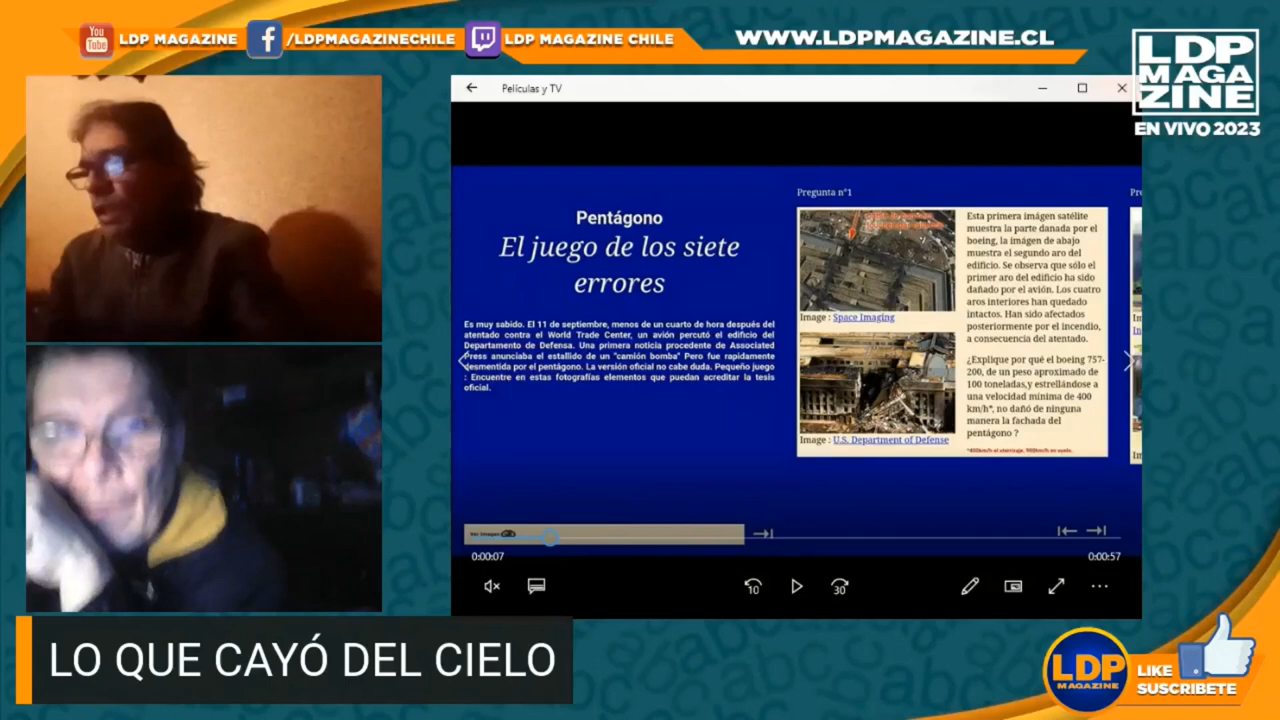 You
Tube
LDP MAGAZINE
/LDPMAGAZINECHILE
LDP MAGAZINE CHILE
WWW.LDPMAGAZINE.CL
LDP
MAGA
ZINE
EN VIVO 2023
Películas y TV
Pentágono
El juego de los siete
errores
Es muy sabido. El 11 de septiembre, menos de un cuarto de hora después del
atentado contra el World Trade Center, un avión percutó el edificio del
Departamento de Defensa. Una primera noticia procedente de Associated
Press anunciaba el estallido de un "camión bomba" Pero fue rapidamente
desmentida por el pentágono. La versión oficial no cabe duda. Pequeño juego
: Encuentre en estas fotografías elementos que puedan acreditar la tesis
oficial.
Pregunta n°1
Image : Space Imaging
Image : U.S. Department of Defense
Esta primera imágen satélite
muestra la parte danada por el
boeing, la imágen de abajo
muestra el segundo aro del
edificio. Se observa que sólo el
primer aro del edificio ha sido
dañado por el avión. Los cuatro
aros interiores han quedado
intactos. Han sido afectados
posteriormente por el incendio,
a consecuencia del atentado.
¿Explique por qué el boeing 757-
200, de un peso aproximado de
100 toneladas,y estrellándose a
una velocidad mínima de 400
km/h*, no dañó de ninguna
manera la fachada del
pentágono ?
0:00:07
0:00:57
10
30
LO QUE CAYÓ DEL CIELO
LDP
MAGAZINE
LIKE
SUSCRIBETE